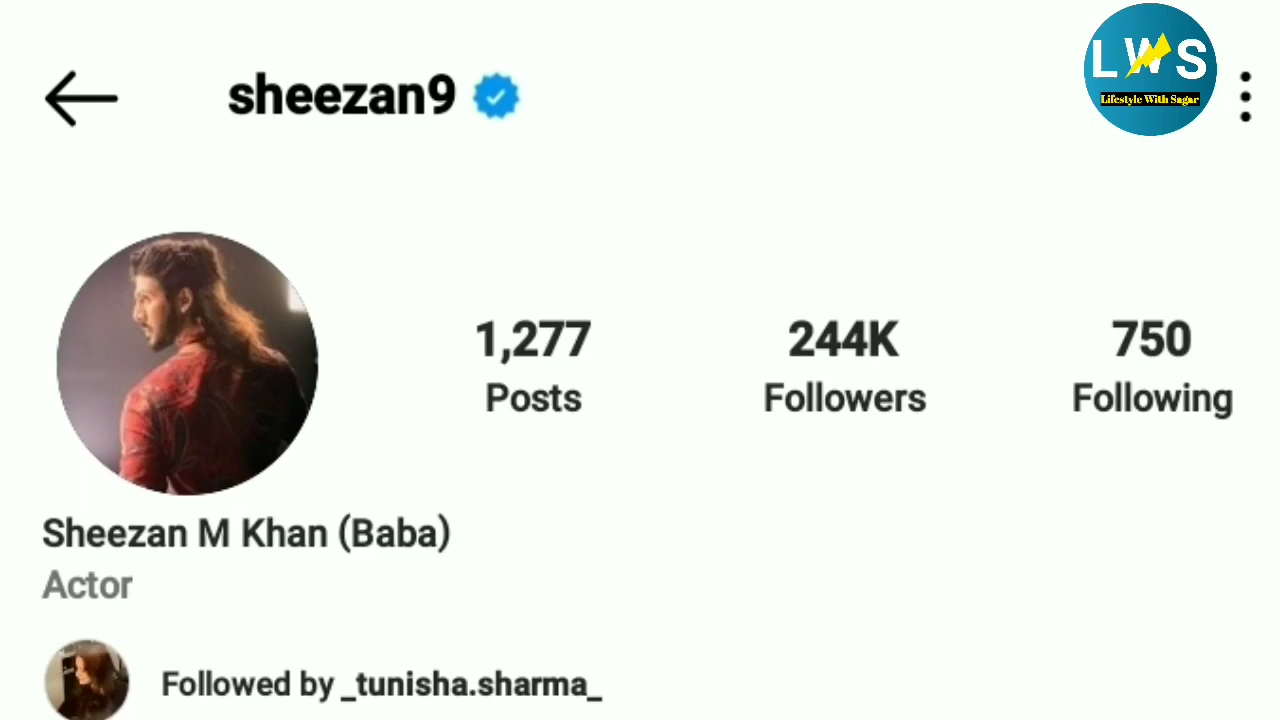 sheezan9
LWS
Lifestyle With Sagar
1,277 244K 750
Posts Followers Following
Sheezan M Khan (Baba)
Actor
Followed by _tunisha.sharma_